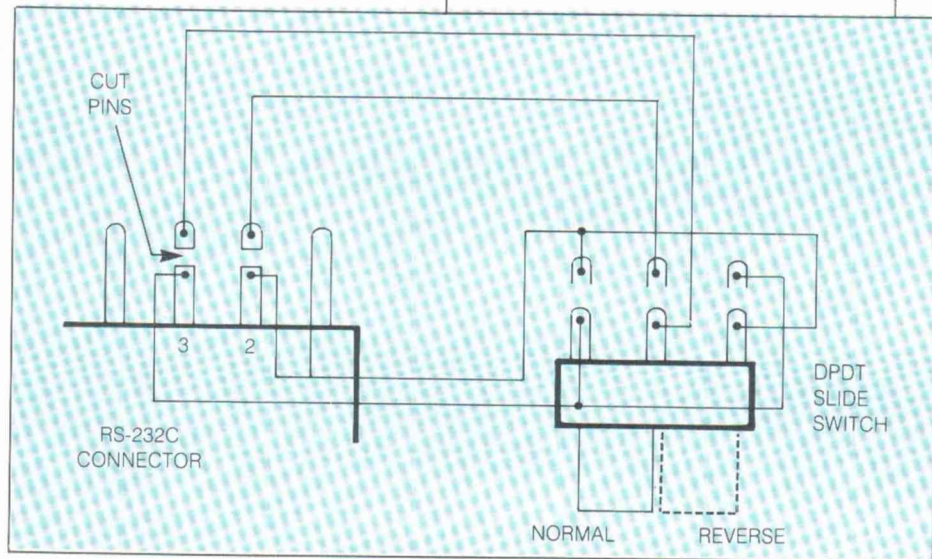 CUT
PINS
3
2
RS-232C
CONNECTOR
DPDT
SLIDE
SWITCH
NORMAL
REVERSE